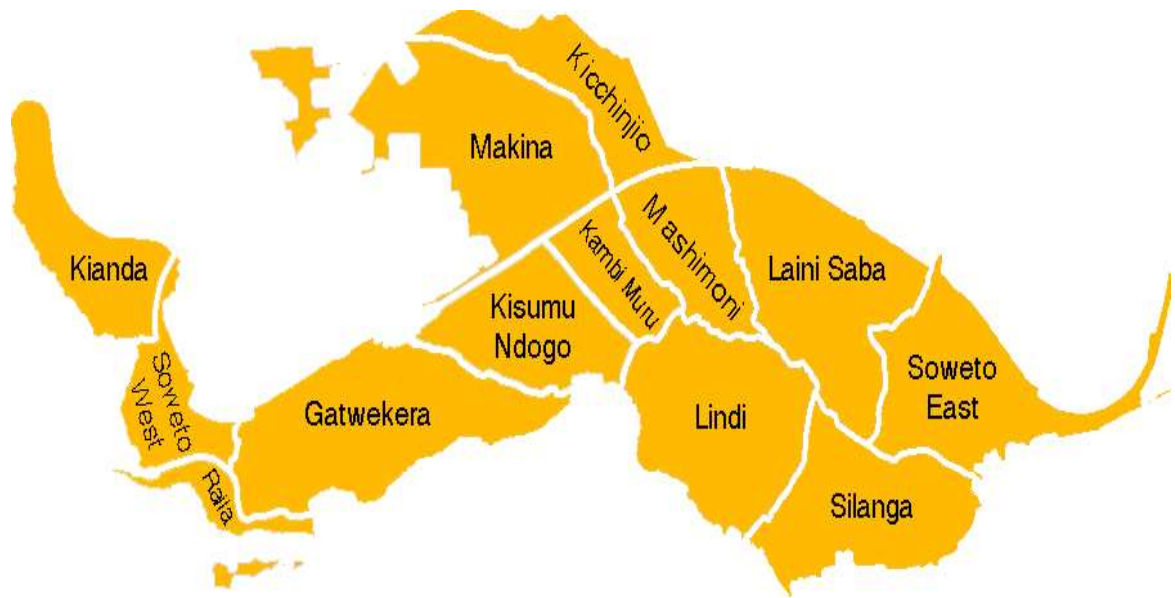 Kicchinjio
Makina
Mashimoni
Kambi Muru
Laini Saba
Kianda
Kisumu
Ndogo
Soweto
West
Soweto
East
Gatwekera
Lindi
Raila
Silanga